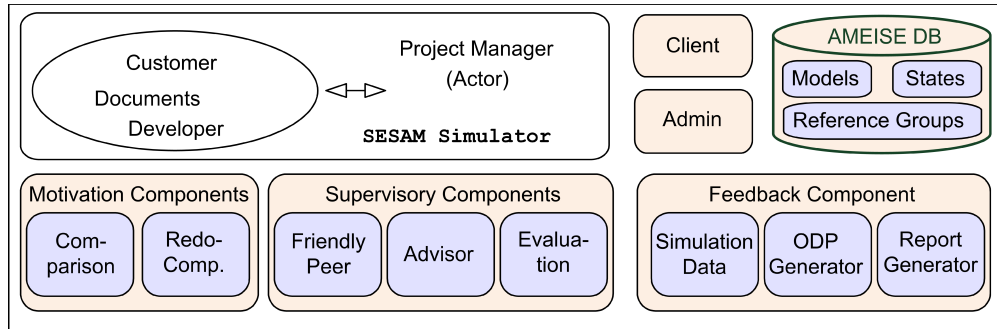 Customer
Documents
Developer
Project Manager
(Actor)
SESAM Simulator
Client
Admin
AMEISE DB
Models
States
Reference Groups
Motivation Components
Com-
parison
Redo-
Comp.
Supervisory Components
Friendly
Peer
Advisor
Evalua-
tion
Feedback Component
Simulation
Data
ODP
Generator
Report
Generator